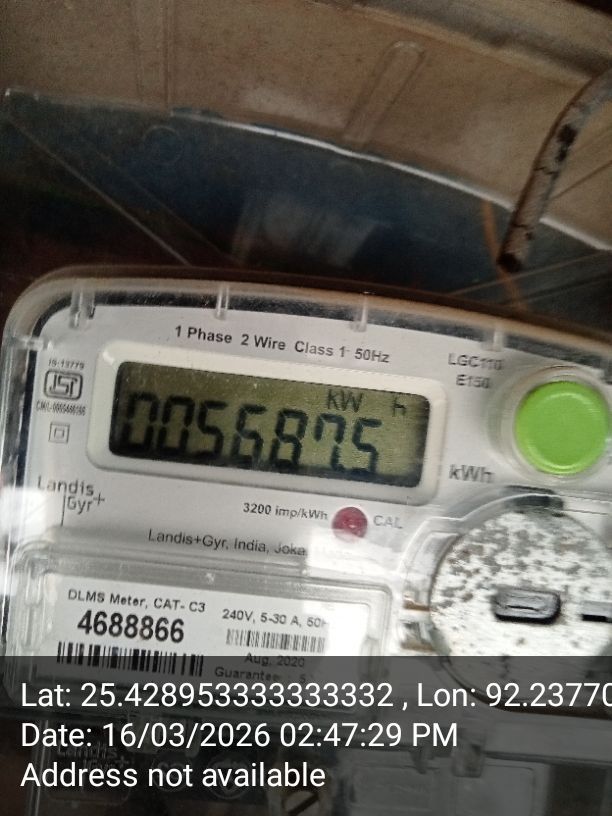 1 Phase 2 Wire Class 1 50Hz
LGC110
E150
IS-13779
ISI
kW h
0056875
kWh
Landis
Gyr+
3200 imp/kWh
CAL
Landis+Gyr, India, Joka
DLMS Meter, CAT- C3
4688866
240V, 5-30 A,
Aug, 2020
Lat: 25.428953333333332 , Lon: 92.23770
Date: 16/03/2026 02:47:29 PM
Address not available